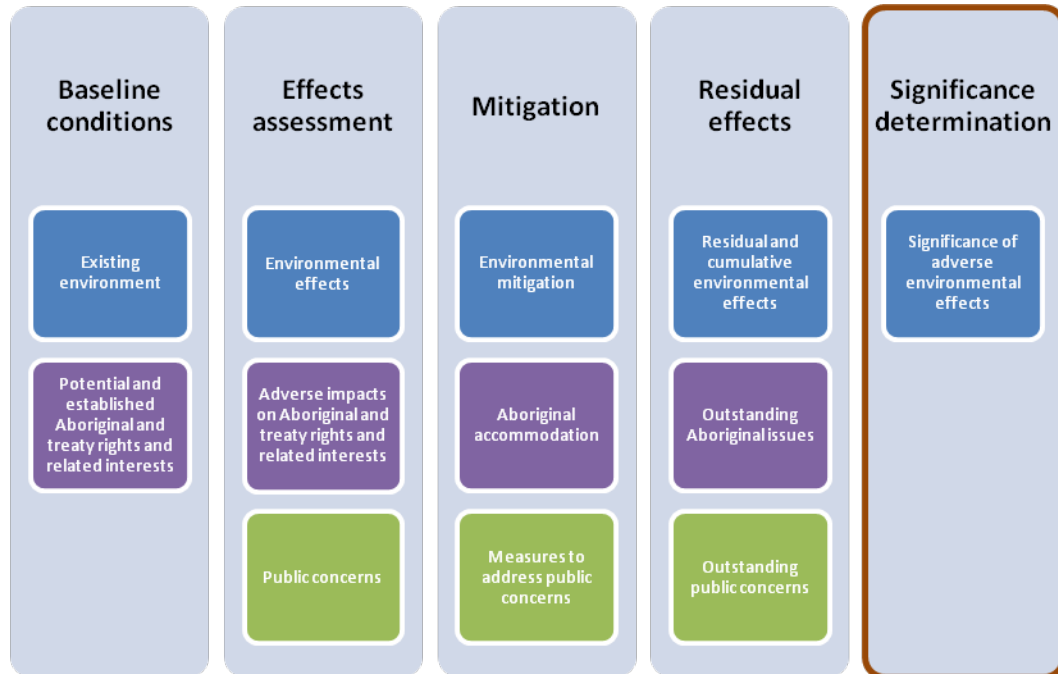 Baseline
conditions
Existing
environment
Potential and
established
Aboriginal and
treaty rights and
related interests
Effects
assessment
Environmental
effects
Adverse impacts
on Aboriginal and
treaty rights and
related interests
Public concerns
Mitigation
Environmental
mitigation
Aboriginal
accommodation
Measures to
address public
concerns
Residual
effects
Residual and
cumulative
environmental
effects
Outstanding
Aboriginal issues
Outstanding
public concerns
Significance
determination
Significance of
adverse
environmental
effects